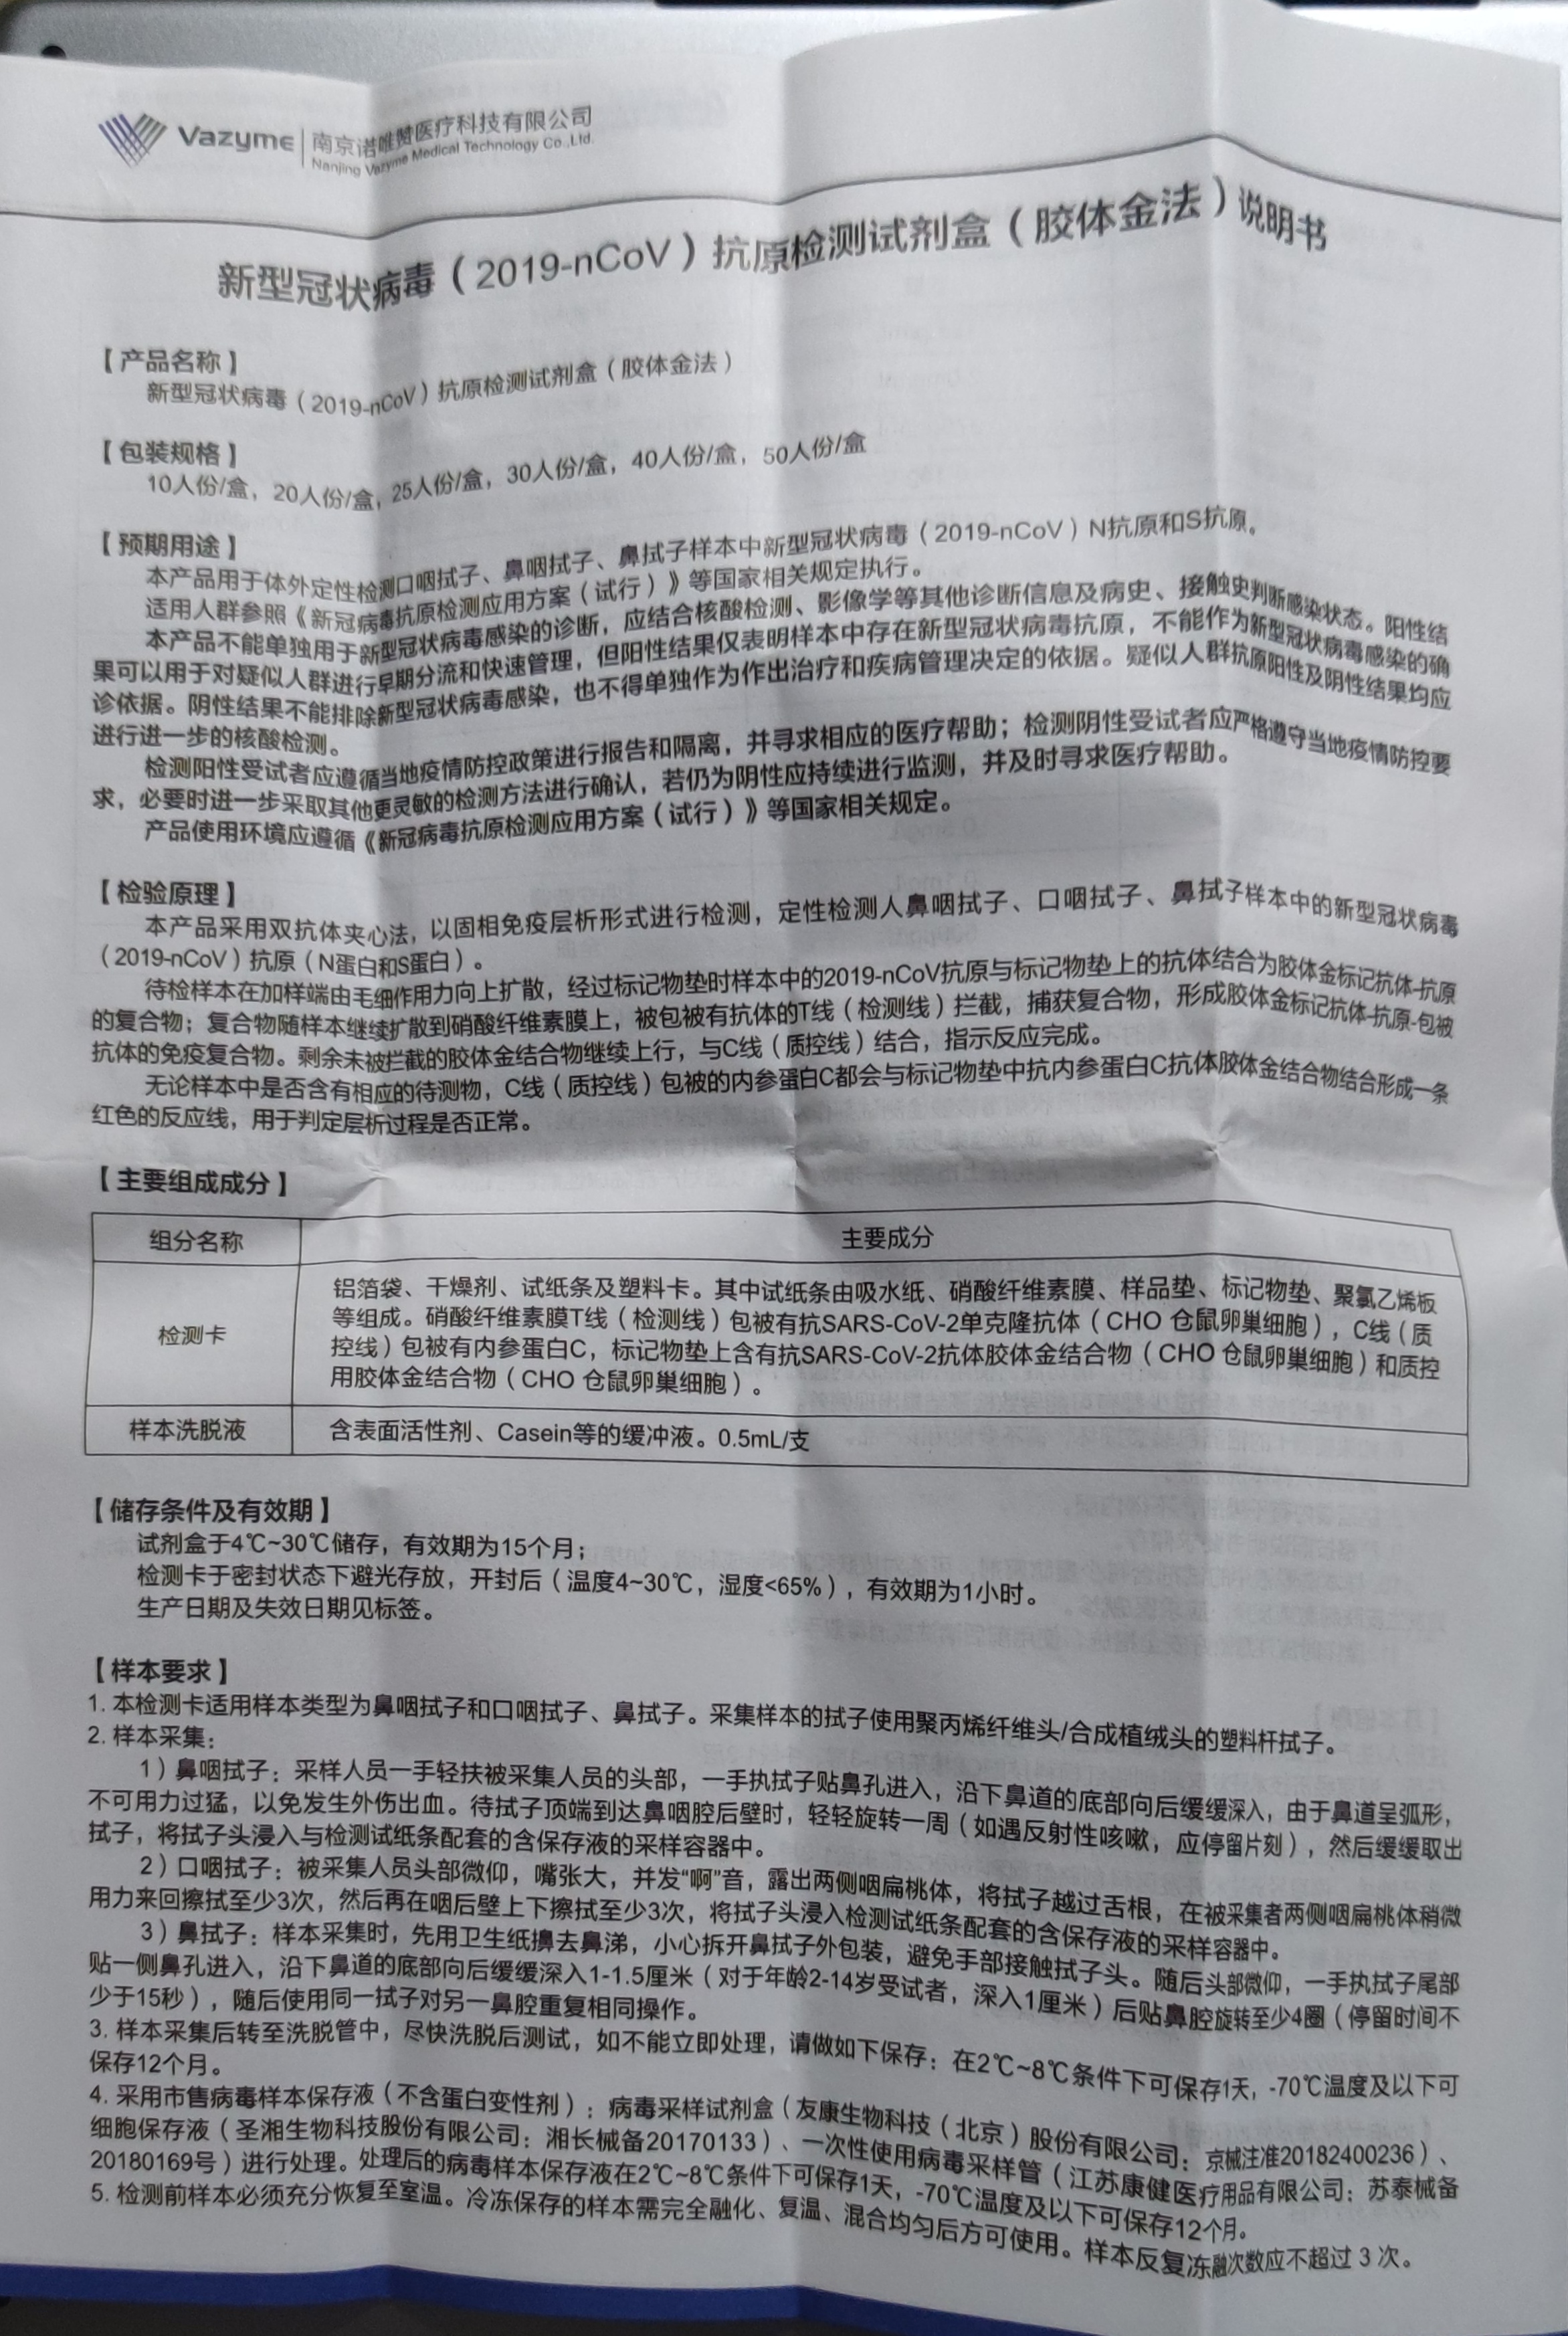 Vazyme 南京诺唯赞医疗科技有限公司
Nanjing Vazyme Medical Technology Co.,Ltd.
新型冠状病毒（2019-nCoV）抗原检测试剂盒（胶体金法）说明书
【产品名称】
新型冠状病毒（2019-nCoV）抗原检测试剂盒（胶体金法）
【包装规格】
10人份/盒，20人份/盒，25人份/盒，30人份/盒，40人份/盒，50人份/盒
【预期用途】
本产品用于体外定性检测口咽拭子、鼻咽拭子、鼻拭子样本中新型冠状病毒（2019-nCoV）N抗原和S抗原。
适用人群参照《新冠病毒抗原检测应用方案（试行）》等国家相关规定执行。
本产品不能单独用于新型冠状病毒感染的诊断，应结合核酸检测、影像学等其他诊断信息及病史、接触史判断感染状态。阳性结
果可以用于对疑似人群进行早期分流和快速管理，但阳性结果仅表明样本中存在新型冠状病毒抗原，不能作为新型冠状病毒感染的确
诊依据。阴性结果不能排除新型冠状病毒感染，也不得单独作为作出治疗和疾病管理决定的依据。疑似人群抗原阳性及阴性结果均应
进行进一步的核酸检测。
检测阳性受试者应遵循当地疫情防控政策进行报告和隔离，并寻求相应的医疗帮助；检测阴性受试者应严格遵守当地疫情防控要
求，必要时进一步采取其他更灵敏的检测方法进行确认，若仍为阴性应持续进行监测，并及时寻求医疗帮助。
产品使用环境应遵循《新冠病毒抗原检测应用方案（试行）》等国家相关规定。
【检验原理】
本产品采用双抗体夹心法，以固相免疫层析形式进行检测，定性检测人鼻咽拭子、口咽拭子、鼻拭子样本中的新型冠状病毒
（2019-nCoV）抗原（N蛋白和S蛋白）。
待检样本在加样端由毛细作用力向上扩散，经过标记物垫时样本中的2019-nCoV抗原与标记物垫上的抗体结合为胶体金标记抗体-抗原
的复合物；复合物随样本继续扩散到硝酸纤维素膜上，被包被有抗体的T线（检测线）拦截，捕获复合物，形成胶体金标记抗体-抗原-包被
抗体的免疫复合物。剩余未被拦截的胶体金结合物继续上行，与C线（质控线）结合，指示反应完成。
无论样本中是否含有相应的待测物，C线（质控线）包被的内参蛋白C都会与标记物垫中抗内参蛋白C抗体胶体金结合物结合形成一条
红色的反应线，用于判定层析过程是否正常。
【主要组成成分】
组分名称 主要成分
检测卡 铝箔袋、干燥剂、试纸条及塑料卡。其中试纸条由吸水纸、硝酸纤维素膜、样品垫、标记物垫、聚氯乙烯板
等组成。硝酸纤维素膜T线（检测线）包被有抗SARS-CoV-2单克隆抗体（CHO 仓鼠卵巢细胞），C线（质
控线）包被有内参蛋白C，标记物垫上含有抗SARS-CoV-2抗体胶体金结合物（CHO 仓鼠卵巢细胞）和质控
用胶体金结合物（CHO 仓鼠卵巢细胞）。
样本洗脱液 含表面活性剂、Casein等的缓冲液。0.5mL/支
【储存条件及有效期】
试剂盒于4℃~30℃储存，有效期为15个月；
检测卡于密封状态下避光存放，开封后（温度4~30℃，湿度<65%），有效期为1小时。
生产日期及失效日期见标签。
【样本要求】
1. 本检测卡适用样本类型为鼻咽拭子和口咽拭子、鼻拭子。采集样本的拭子使用聚丙烯纤维头/合成植绒头的塑料杆拭子。
2. 样本采集：
1）鼻咽拭子：采样人员一手轻扶被采集人员的头部，一手执拭子贴鼻孔进入，沿下鼻道的底部向后缓缓深入，由于鼻道呈弧形，
不可用力过猛，以免发生外伤出血。待拭子顶端到达鼻咽腔后壁时，轻轻旋转一周（如遇反射性咳嗽，应停留片刻），然后缓缓取出
拭子，将拭子头浸入与检测试纸条配套的含保存液的采样容器中。
2）口咽拭子：被采集人员头部微仰，嘴张大，并发“啊”音，露出两侧咽扁桃体，将拭子越过舌根，在被采集者两侧咽扁桃体稍微
用力来回擦拭至少3次，然后再在咽后壁上下擦拭至少3次，将拭子头浸入检测试纸条配套的含保存液的采样容器中。
3）鼻拭子：样本采集时，先用卫生纸擤去鼻涕，小心拆开鼻拭子外包装，避免手部接触拭子头。随后头部微仰，一手执拭子尾部
贴一侧鼻孔进入，沿下鼻道的底部向后缓缓深入1-1.5厘米（对于年龄2-14岁受试者，深入1厘米）后贴鼻腔旋转至少4圈（停留时间不
少于15秒），随后使用同一拭子对另一鼻腔重复相同操作。
3. 样本采集后转至洗脱管中，尽快洗脱后测试，如不能立即处理，请做如下保存：在2℃~8℃条件下可保存1天，-70℃温度及以下可
保存12个月。
4. 采用市售病毒样本保存液（不含蛋白变性剂）：病毒采样试剂盒（友康生物科技（北京）股份有限公司：京械注准20182400236）、
细胞保存液（圣湘生物科技股份有限公司：湘长械备20170133）、一次性使用病毒采样管（江苏康健医疗用品有限公司：苏泰械备
20180169号）进行处理。处理后的病毒样本保存液在2℃~8℃条件下可保存1天，-70℃温度及以下可保存12个月。
5. 检测前样本必须充分恢复至室温。冷冻保存的样本需完全融化、复温、混合均匀后方可使用。样本反复冻融次数应不超过 3 次。